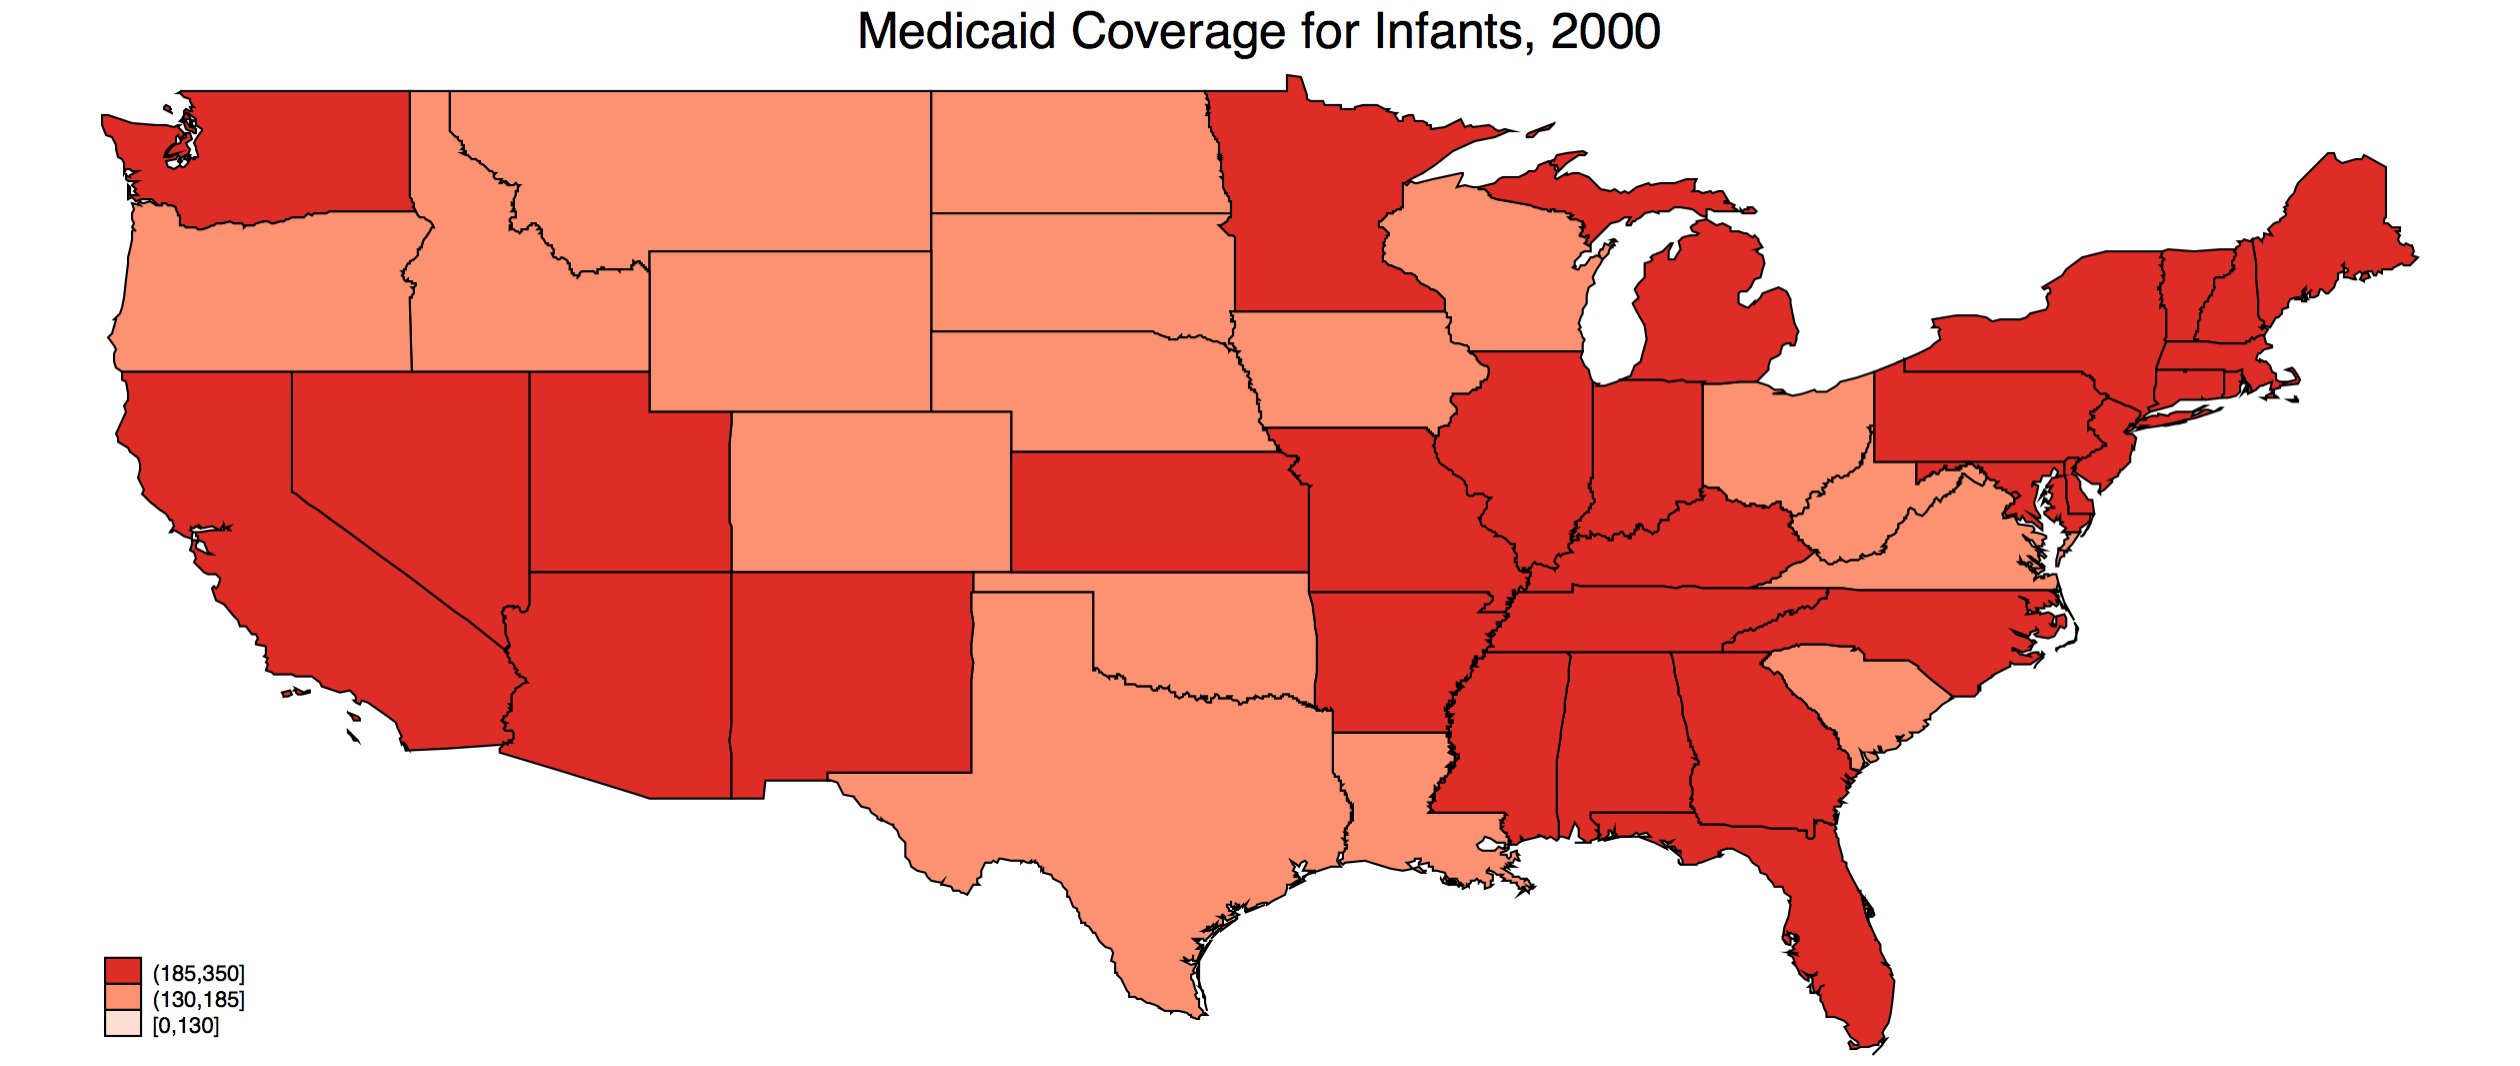 Medicaid Coverage for Infants, 2000
(185,350]
(130,185]
[0,130]